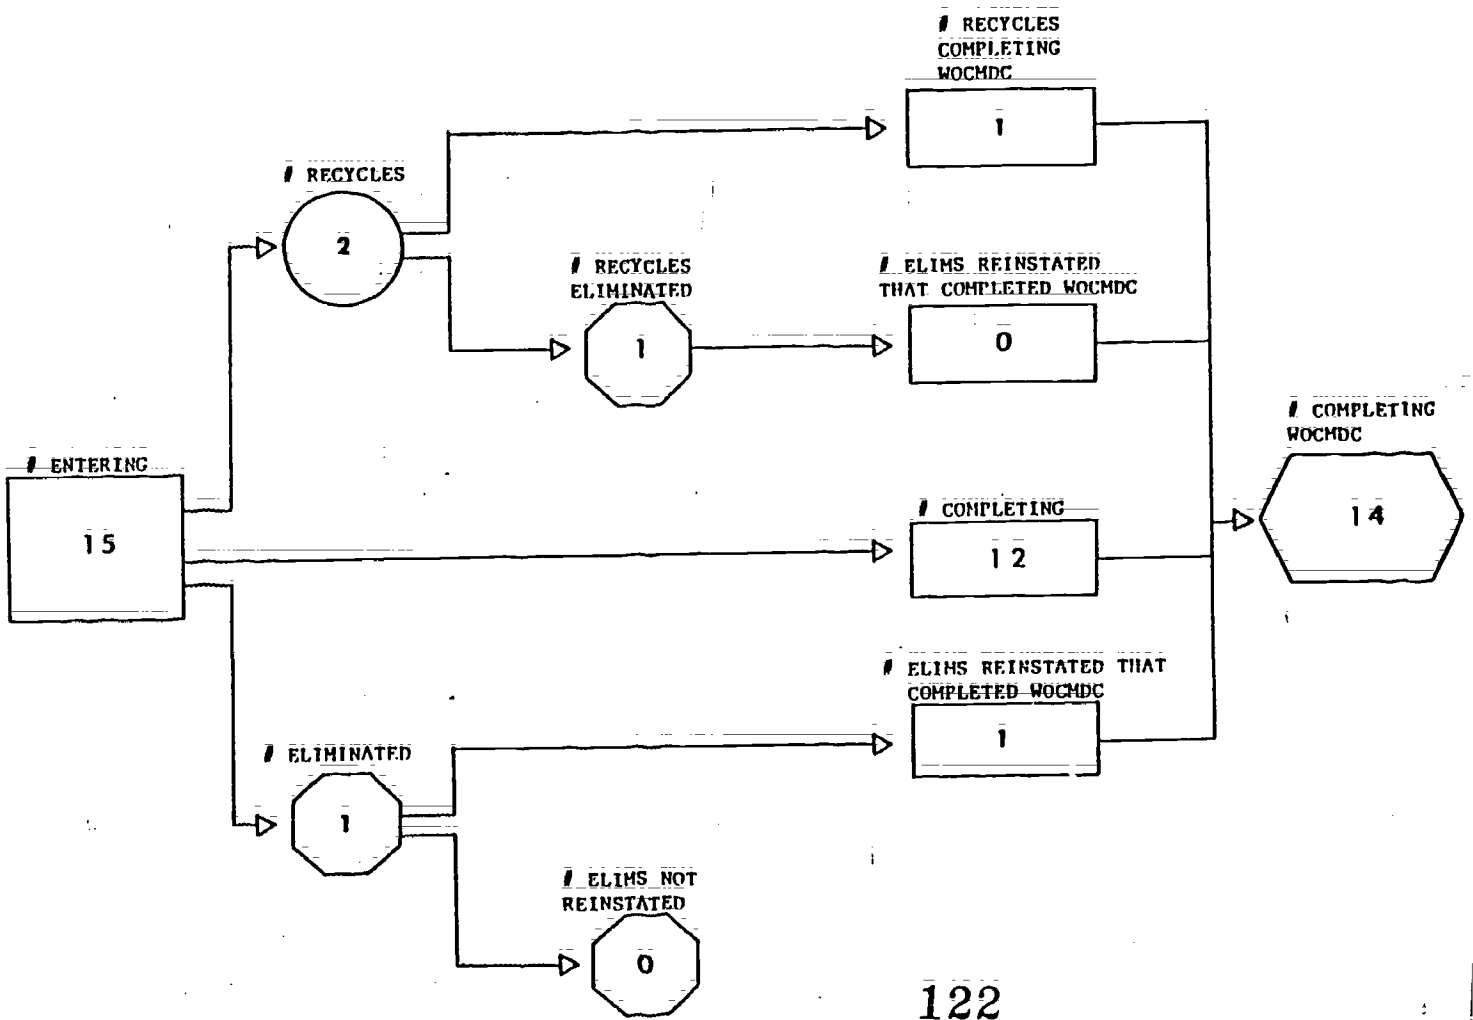 # RECYCLES
COMPLETING
WOCMDC
1
# RECYCLES
2
# RECYCLES
ELIMINATED
1
# ELIMS REINSTATED
THAT COMPLETED WOCMDC
0
# ENTERING
15
# COMPLETING
12
# COMPLETING
WOCMDC
14
# ELIMS REINSTATED THAT
COMPLETED WOCMDC
1
# ELIMINATED
1
# ELIMS NOT
REINSTATED
0
122